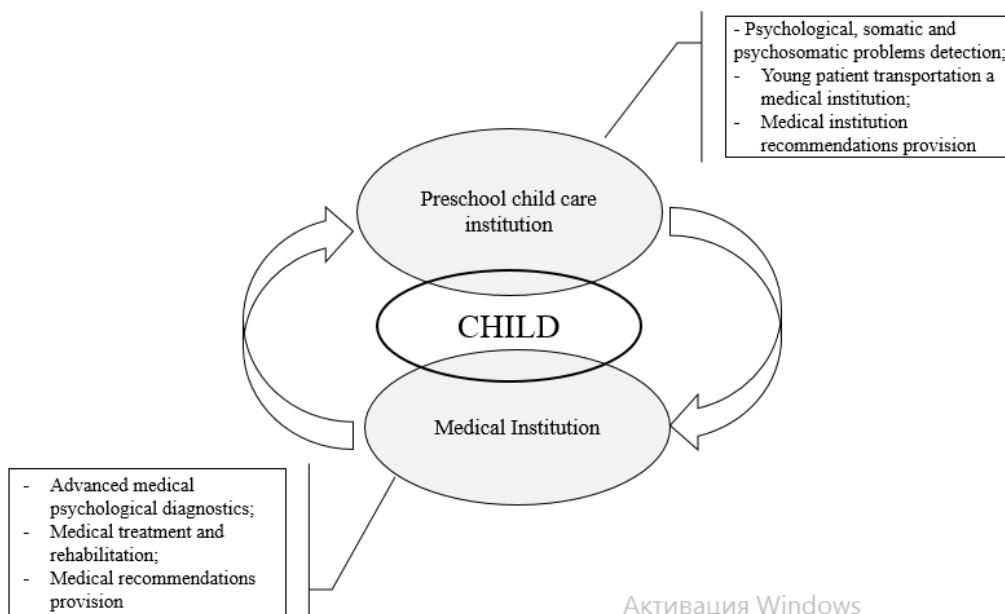 - Psychological, somatic and
psychosomatic problems detection;
- Young patient transportation a
medical institution;
- Medical institution
recommendations provision
Preschool child care
institution
CHILD
Medical Institution
- Advanced medical
psychological diagnostics;
- Medical treatment and
rehabilitation;
- Medical recommendations
provision
Активация Windows